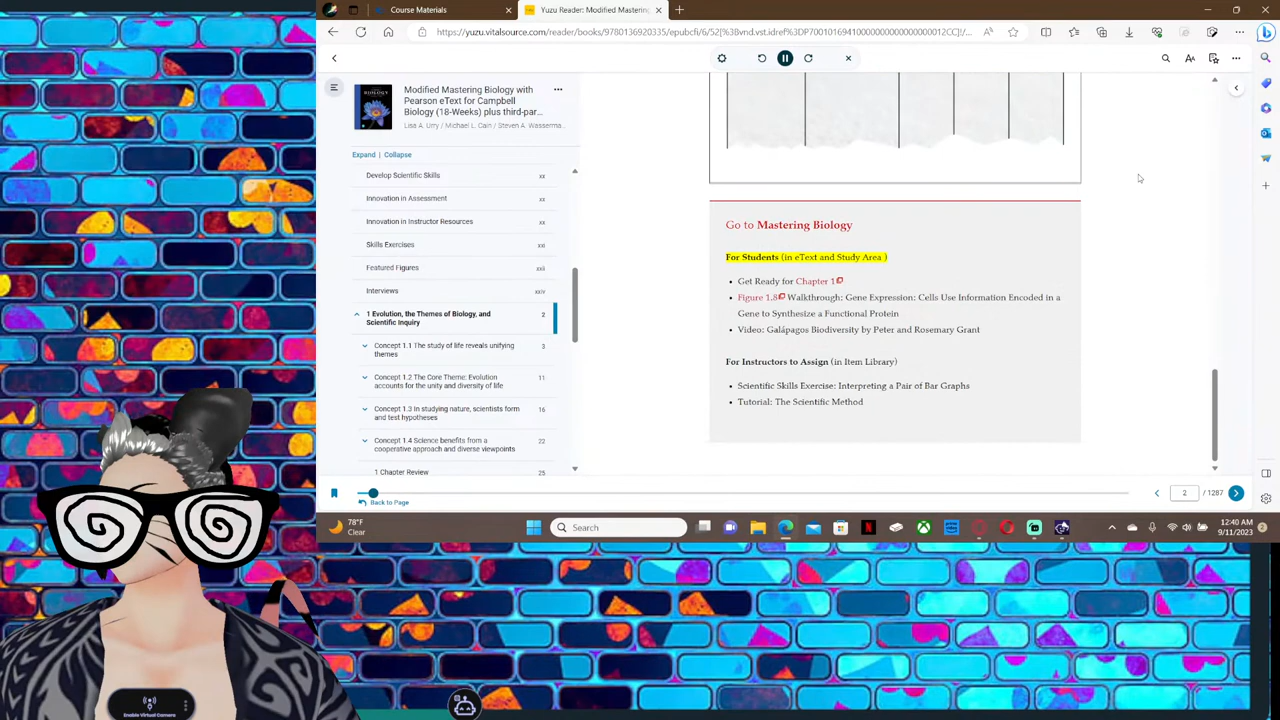 Course Materials
Yuzu Reader: Modified Mastering
https://yuzu.vitalsource.com/reader/books/9780136920335/epubcfi/6/52[%3Bvnd.vst.idref%3DP70010169410000000000000000012CC]!/...
Modified Mastering Biology with
Pearson eText for Campbell
Biology (18-Weeks) plus third-par...
Lisa A. Urry / Michael L. Cain / Steven A. Wasserma...
Expand | Collapse
Develop Scientific Skills xx
Innovation in Assessment xx
Innovation in Instructor Resources xx
Skills Exercises xxi
Featured Figures xxii
Interviews xxiv
1 Evolution, the Themes of Biology, and 2
Scientific Inquiry
Concept 1.1 The study of life reveals unifying 3
themes
Concept 1.2 The Core Theme: Evolution 11
accounts for the unity and diversity of life
Concept 1.3 In studying nature, scientists form 16
and test hypotheses
Concept 1.4 Science benefits from a 22
cooperative approach and diverse viewpoints
1 Chapter Review 25
Back to Page
Go to Mastering Biology
For Students (in eText and Study Area )
• Get Ready for Chapter 1
• Figure 1.8 Walkthrough: Gene Expression: Cells Use Information Encoded in a
Gene to Synthesize a Functional Protein
• Video: Galápagos Biodiversity by Peter and Rosemary Grant
For Instructors to Assign (in Item Library)
• Scientific Skills Exercise: Interpreting a Pair of Bar Graphs
• Tutorial: The Scientific Method
2 / 1287
78°F
Clear
Search
12:40 AM
9/11/2023
Enable Virtual Camera